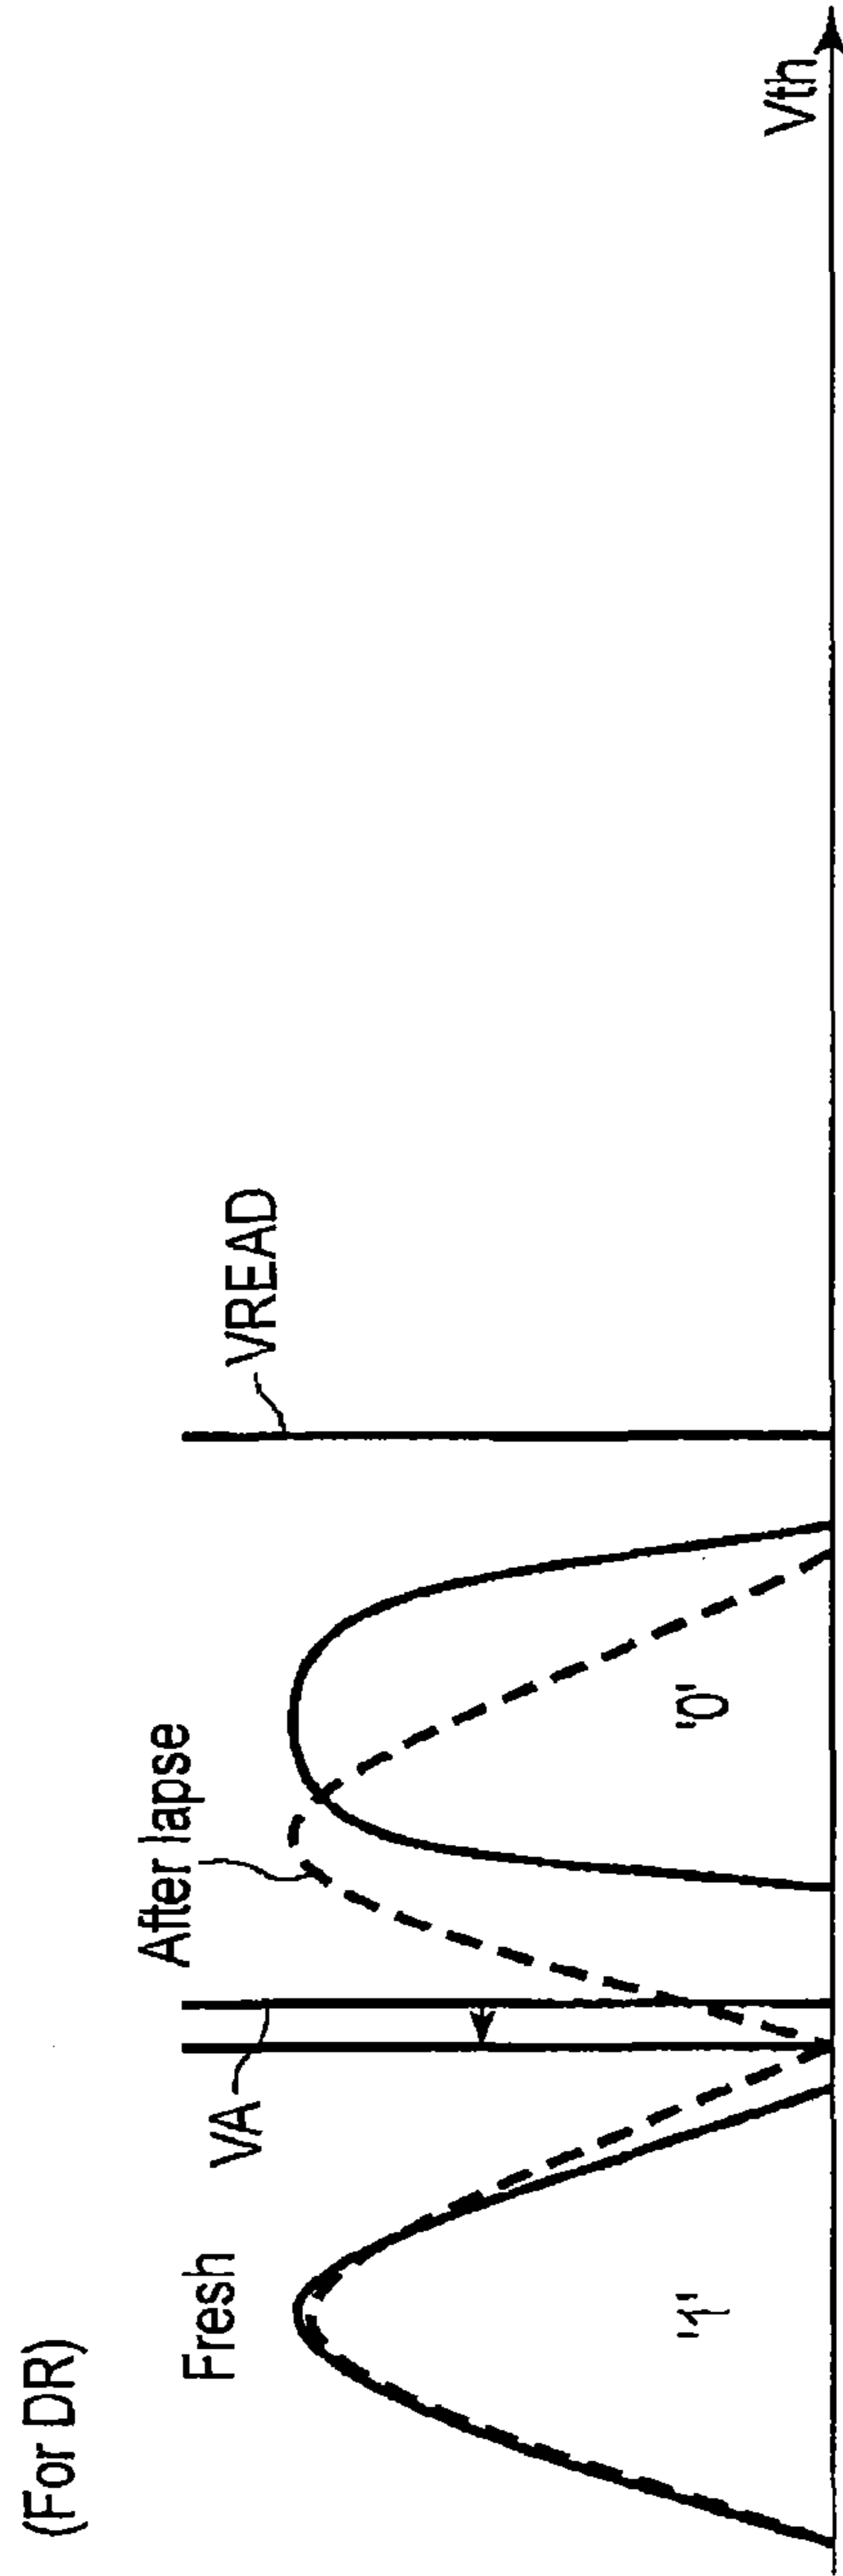 (For DR)
Fresh
VA
After lapse
VREAD
'1'
'0'
Vth